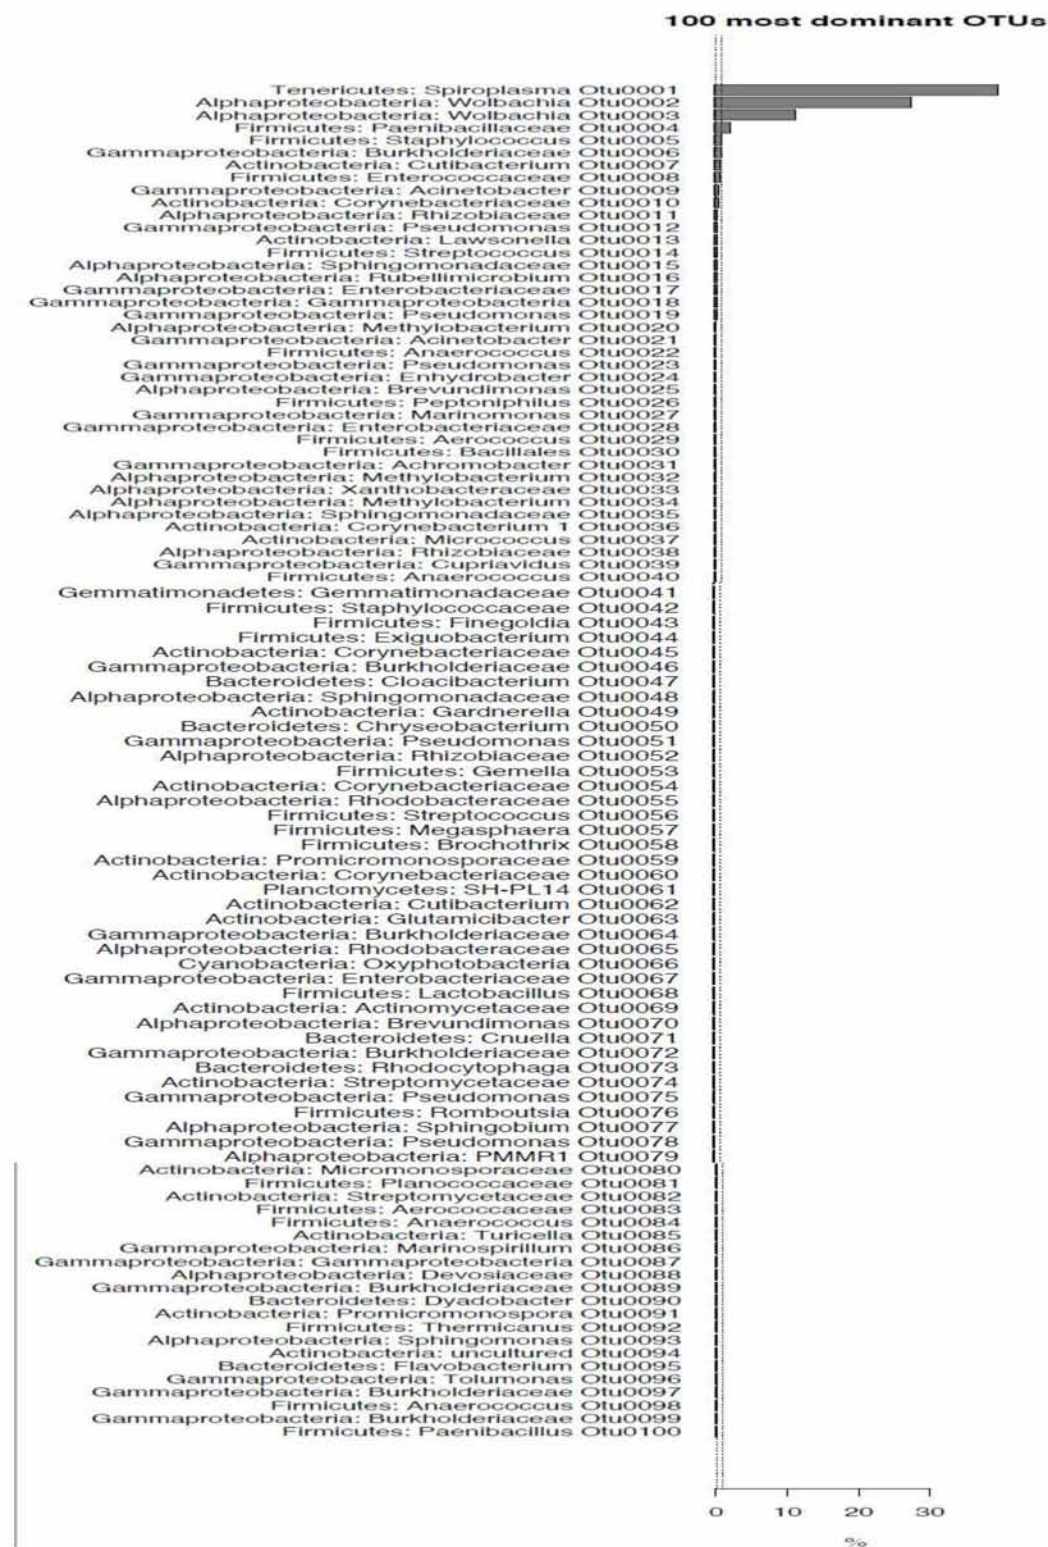 100 most dominant OTUs
Tenericutes: Spiroplasma Otu0001
Alphaproteobacteria: Wolbachia Otu0002
Alphaproteobacteria: Wolbachia Otu0003
Firmicutes: Paenibacillaceae Otu0004
Firmicutes: Staphylococcus Otu0005
Gammaproteobacteria: Burkholderiaceae Otu0006
Actinobacteria: Cutibacterium Otu0007
Firmicutes: Enterococcaceae Otu0008
Gammaproteobacteria: Acinetobacter Otu0009
Actinobacteria: Corynebacteriaceae Otu0010
Alphaproteobacteria: Rhizobiaceae Otu0011
Gammaproteobacteria: Pseudomonas Otu0012
Actinobacteria: Lawsonella Otu0013
Firmicutes: Streptococcus Otu0014
Alphaproteobacteria: Sphingomonadaceae Otu0015
Alphaproteobacteria: Rubellimicrobium Otu0016
Gammaproteobacteria: Enterobacteriaceae Otu0017
Gammaproteobacteria: Gammaproteobacteria Otu0018
Gammaproteobacteria: Pseudomonas Otu0019
Alphaproteobacteria: Methylobacterium Otu0020
Gammaproteobacteria: Acinetobacter Otu0021
Firmicutes: Anaerococcus Otu0022
Gammaproteobacteria: Pseudomonas Otu0023
Gammaproteobacteria: Enhydrobacter Otu0024
Alphaproteobacteria: Brevundimonas Otu0025
Firmicutes: Peptoniphilus Otu0026
Gammaproteobacteria: Marinomonas Otu0027
Gammaproteobacteria: Enterobacteriaceae Otu0028
Firmicutes: Aerococcus Otu0029
Firmicutes: Bacillales Otu0030
Gammaproteobacteria: Achromobacter Otu0031
Alphaproteobacteria: Methylobacterium Otu0032
Alphaproteobacteria: Xanthobacteraceae Otu0033
Alphaproteobacteria: Methylobacterium Otu0034
Alphaproteobacteria: Sphingomonadaceae Otu0035
Actinobacteria: Corynebacterium 1 Otu0036
Actinobacteria: Micrococcus Otu0037
Alphaproteobacteria: Rhizobiaceae Otu0038
Gammaproteobacteria: Cupriavidus Otu0039
Firmicutes: Anaerococcus Otu0040
Gemmatimonadetes: Gemmatimonadaceae Otu0041
Firmicutes: Staphylococcaceae Otu0042
Firmicutes: Finegoldia Otu0043
Firmicutes: Exiguobacterium Otu0044
Actinobacteria: Corynebacteriaceae Otu0045
Gammaproteobacteria: Burkholderiaceae Otu0046
Bacteroidetes: Cloacibacterium Otu0047
Alphaproteobacteria: Sphingomonadaceae Otu0048
Actinobacteria: Gardnerella Otu0049
Bacteroidetes: Chryseobacterium Otu0050
Gammaproteobacteria: Pseudomonas Otu0051
Alphaproteobacteria: Rhizobiaceae Otu0052
Firmicutes: Gemella Otu0053
Actinobacteria: Corynebacteriaceae Otu0054
Alphaproteobacteria: Rhodobacteraceae Otu0055
Firmicutes: Streptococcus Otu0056
Firmicutes: Megasphaera Otu0057
Firmicutes: Brochothrix Otu0058
Actinobacteria: Promicromonosporaceae Otu0059
Actinobacteria: Corynebacteriaceae Otu0060
Planctomycetes: SH-PL14 Otu0061
Actinobacteria: Cutibacterium Otu0062
Actinobacteria: Glutamicibacter Otu0063
Gammaproteobacteria: Burkholderiaceae Otu0064
Alphaproteobacteria: Rhodobacteraceae Otu0065
Cyanobacteria: Oxyphotobacteria Otu0066
Gammaproteobacteria: Enterobacteriaceae Otu0067
Firmicutes: Lactobacillus Otu0068
Actinobacteria: Actinomycetaceae Otu0069
Alphaproteobacteria: Brevundimonas Otu0070
Bacteroidetes: Cnuella Otu0071
Gammaproteobacteria: Burkholderiaceae Otu0072
Bacteroidetes: Rhodocytophaga Otu0073
Actinobacteria: Streptomycetaceae Otu0074
Gammaproteobacteria: Pseudomonas Otu0075
Firmicutes: Romboutsia Otu0076
Alphaproteobacteria: Sphingobium Otu0077
Gammaproteobacteria: Pseudomonas Otu0078
Alphaproteobacteria: PMMR1 Otu0079
Actinobacteria: Micromonosporaceae Otu0080
Firmicutes: Planococcaceae Otu0081
Actinobacteria: Streptomycetaceae Otu0082
Firmicutes: Aerococcaceae Otu0083
Firmicutes: Anaerococcus Otu0084
Actinobacteria: Turicella Otu0085
Gammaproteobacteria: Marinospirillum Otu0086
Gammaproteobacteria: Gammaproteobacteria Otu0087
Alphaproteobacteria: Devosiaceae Otu0088
Gammaproteobacteria: Burkholderiaceae Otu0089
Bacteroidetes: Dyadobacter Otu0090
Actinobacteria: Promicromonospora Otu0091
Firmicutes: Thermicanus Otu0092
Alphaproteobacteria: Sphingomonas Otu0093
Actinobacteria: uncultured Otu0094
Bacteroidetes: Flavobacterium Otu0095
Gammaproteobacteria: Tolumonas Otu0096
Gammaproteobacteria: Burkholderiaceae Otu0097
Firmicutes: Anaerococcus Otu0098
Gammaproteobacteria: Burkholderiaceae Otu0099
Firmicutes: Paenibacillus Otu0100
0 10 20 30
%